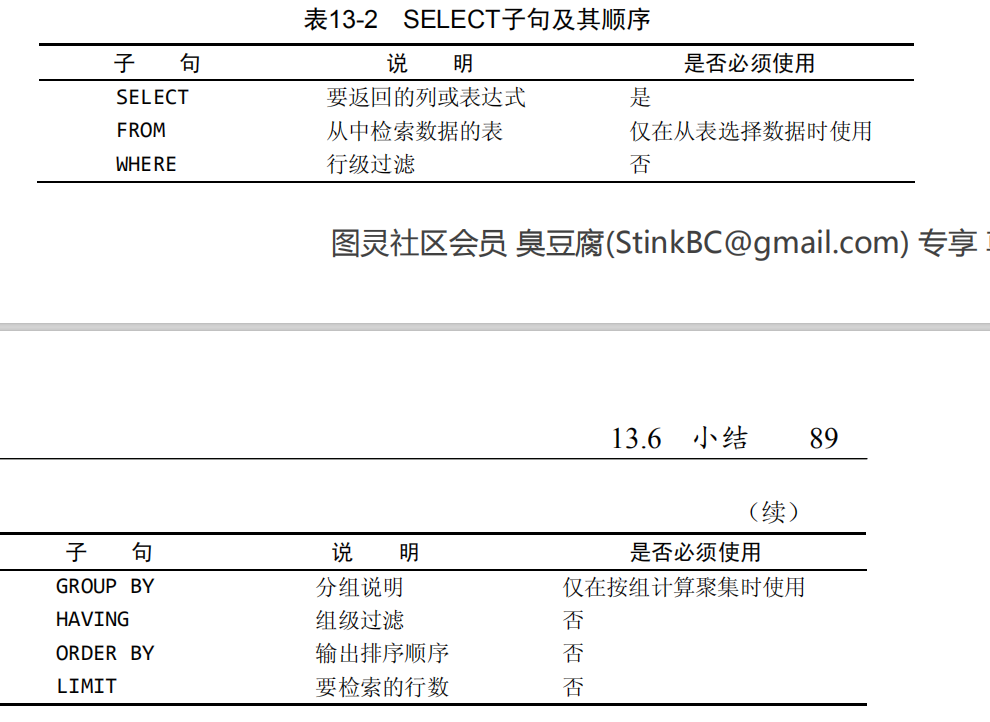 表13-2 SELECT子句及其顺序
子 句 说 明 是否必须使用
SELECT 要返回的列或表达式 是
FROM 从中检索数据的表 仅在从表选择数据时使用
WHERE 行级过滤 否
图灵社区会员 臭豆腐(StinkBC@gmail.com) 专享
13.6 小结 89
（续）
子 句 说 明 是否必须使用
GROUP BY 分组说明 仅在按组计算聚集时使用
HAVING 组级过滤 否
ORDER BY 输出排序顺序 否
LIMIT 要检索的行数 否